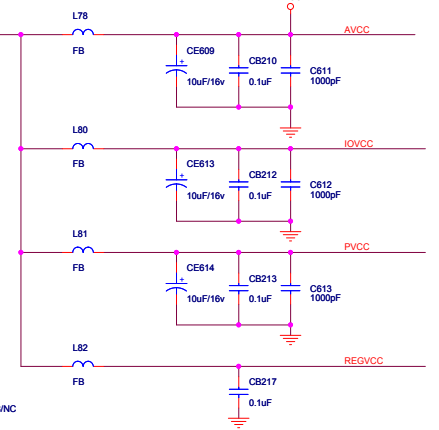 L78
FB
AVCC
CE609
10uF/16v
CB210
0.1uF
C611
1000pF
L80
FB
IOVCC
CE613
10uF/16v
CB212
0.1uF
C612
1000pF
L81
FB
PVCC
CE614
10uF/16v
CB213
0.1uF
C613
1000pF
L82
FB
REGVCC
CB217
0.1uF
/NC